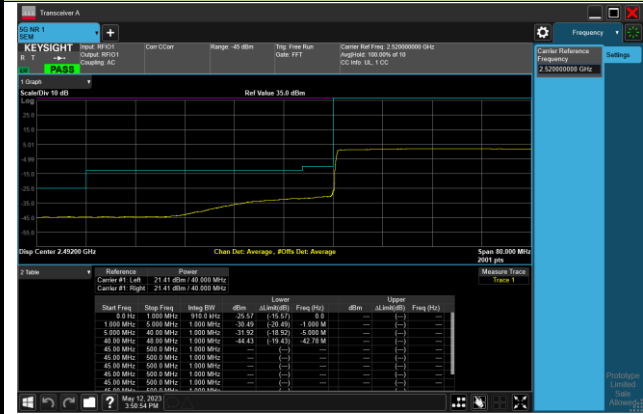 Transceiver A
5G NR 1
SEM
Frequency
KEYSIGHT
R T
PASS
Input: RFIO1
Output: RFIO1
Coupling: AC
Corr CCorr
Range: -45 dBm
Trig: Free Run
Gate: FFT
Carrier Ref Freq: 2.520000000 GHz
Avg|Hold: 100.00% of 10
CC Info: UL, 1 CC
Carrier Reference
Frequency
2.520000000 GHz
Settings
1 Graph
Scale/Div 10 dB
Ref Value 35.0 dBm
Log
25.0
15.0
5.01
-4.99
-15.0
-25.0
-35.0
-45.0
-55.0
Disp Center 2.49200 GHz
Chan Det: Average , #Offs Det: Average
Span 80.000 MHz
2001 pts
2 Table
Reference Power
Carrier #1 Left 21.41 dBm / 40.000 MHz
Carrier #1 Right 21.41 dBm / 40.000 MHz
Measure Trace
Trace 1
Lower Upper
Start Freq Stop Freq Integ BW dBm ΔLimit(dB) Freq (Hz) dBm ΔLimit(dB) Freq (Hz)
0.0 Hz 1.000 MHz 910.0 kHz -25.57 (-15.57) 0.0 --- (---) ---
1.000 MHz 5.000 MHz 1.000 MHz -30.49 (-20.49) -1.000 M --- (---) ---
5.000 MHz 40.00 MHz 1.000 MHz -31.92 (-18.92) -5.000 M --- (---) ---
40.00 MHz 48.00 MHz 1.000 MHz -44.43 (-19.43) -42.78 M --- (---) ---
45.00 MHz 500.0 MHz 1.000 MHz --- (---) --- --- (---) ---
45.00 MHz 500.0 MHz 1.000 MHz --- (---) --- --- (---) ---
45.00 MHz 500.0 MHz 1.000 MHz --- (---) --- --- (---) ---
45.00 MHz 500.0 MHz 1.000 MHz --- (---) --- --- (---) ---
May 12, 2023
3:50:54 PM
Prototype
Limited
Sale
Allowed